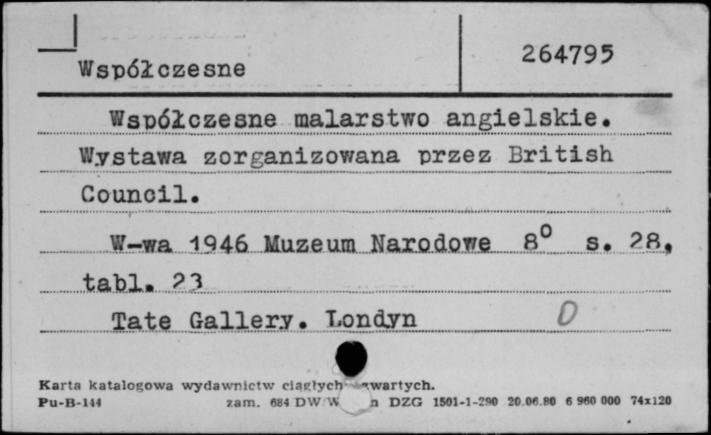 Współczesne
264795
Współczesne malarstwo angielskie.
Wystawa zorganizowana przez British
Council.
W-wa 1946 Muzeum Narodowe 8° s. 28,
tabl. 23
Tate Gallery. Londyn
D
Karta katalogowa wydawnictw ciągłych
Pu-B-144 zam. 684 DW DZG 1501-1-290 20.06.80 6 960 000 74x120